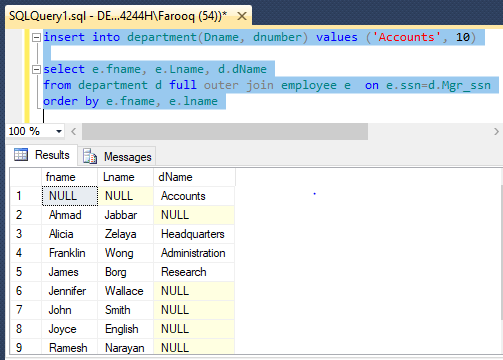 SQLQuery1.sql - DE...4244H\Farooq (54))* ×
insert into department(Dname, dnumber) values ('Accounts', 10)
select e.fname, e.Lname, d.dName
from department d full outer join employee e  on e.ssn=d.Mgr_ssn
order by e.fname, e.lname
100 %
Results Messages
fname Lname dName
1 NULL NULL Accounts
2 Ahmad Jabbar NULL
3 Alicia Zelaya Headquarters
4 Franklin Wong Administration
5 James Borg Research
6 Jennifer Wallace NULL
7 John Smith NULL
8 Joyce English NULL
9 Ramesh Narayan NULL